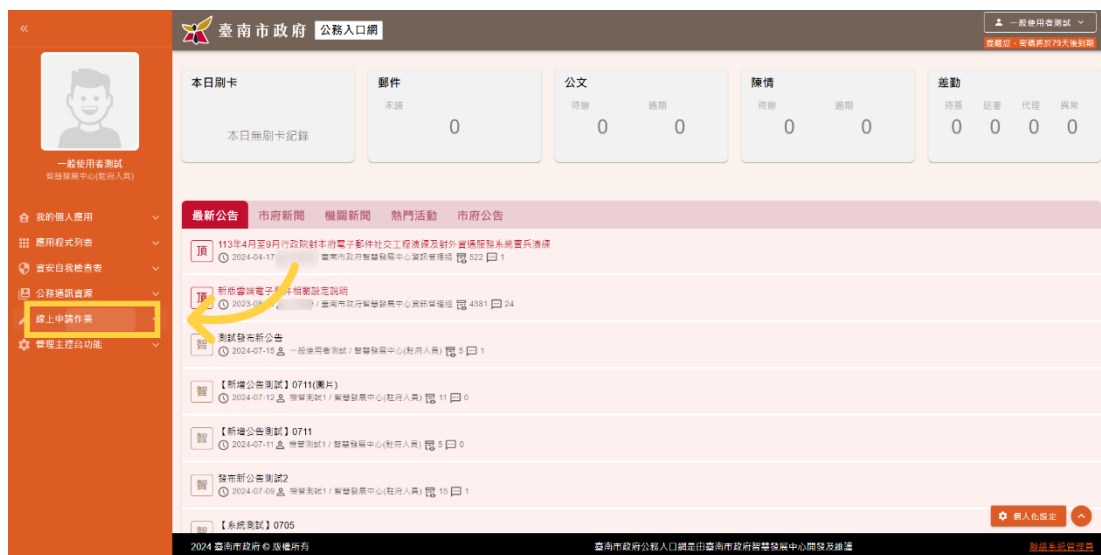 臺南市政府 公務入口網
一般使用者測試
提醒您,密碼將於79天後到期
一般使用者測試
智慧發展中心(駐府人員)
我的個人應用
應用程式列表
資安自我檢查表
公務通訊資源
線上申請作業
管理主控台功能
本日刷卡
本日無刷卡紀錄
郵件
未讀
0
公文
待辦 逾期
0 0
陳情
待辦 逾期
0 0
差勤
待簽 送審 代理 異常
0 0 0 0
最新公告 市府新聞 機關新聞 熱門活動 市府公告
頂 113年4月至9月行政院對本府電子郵件社交工程演練及對外資通服務系統實兵演練
2024-04-17 臺南市政府智慧發展中心資訊管理組 522 1
頂 新版雲端電子郵件相關設定說明
2023-08 / 臺南市政府智慧發展中心資訊管理組 4381 24
智 測試發布新公告
2024-07-15 一般使用者測試 / 智慧發展中心(駐府人員) 5 1
智 【新增公告測試】0711(圖片)
2024-07-12 機管測試1 / 智慧發展中心(駐府人員) 11 0
智 【新增公告測試】0711
2024-07-11 機管測試1 / 智慧發展中心(駐府人員) 5 0
智 發布新公告測試2
2024-07-09 機管測試1 / 智慧發展中心(駐府人員) 15 1
智 【系統測試】0705
個人化設定
2024 臺南市政府 © 版權所有
臺南市政府公務入口網是由臺南市政府智慧發展中心開發及維護
聯絡系統管理員